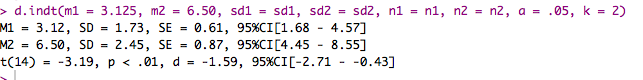 > d.indt(m1 = 3.125, m2 = 6.50, sd1 = sd1, sd2 = sd2, n1 = n1, n2 = n2, a = .05, k = 2)
M1 = 3.12, SD = 1.73, SE = 0.61, 95%CI[1.68 - 4.57]
M2 = 6.50, SD = 2.45, SE = 0.87, 95%CI[4.45 - 8.55]
t(14) = -3.19, p < .01, d = -1.59, 95%CI[-2.71 - -0.43]
>